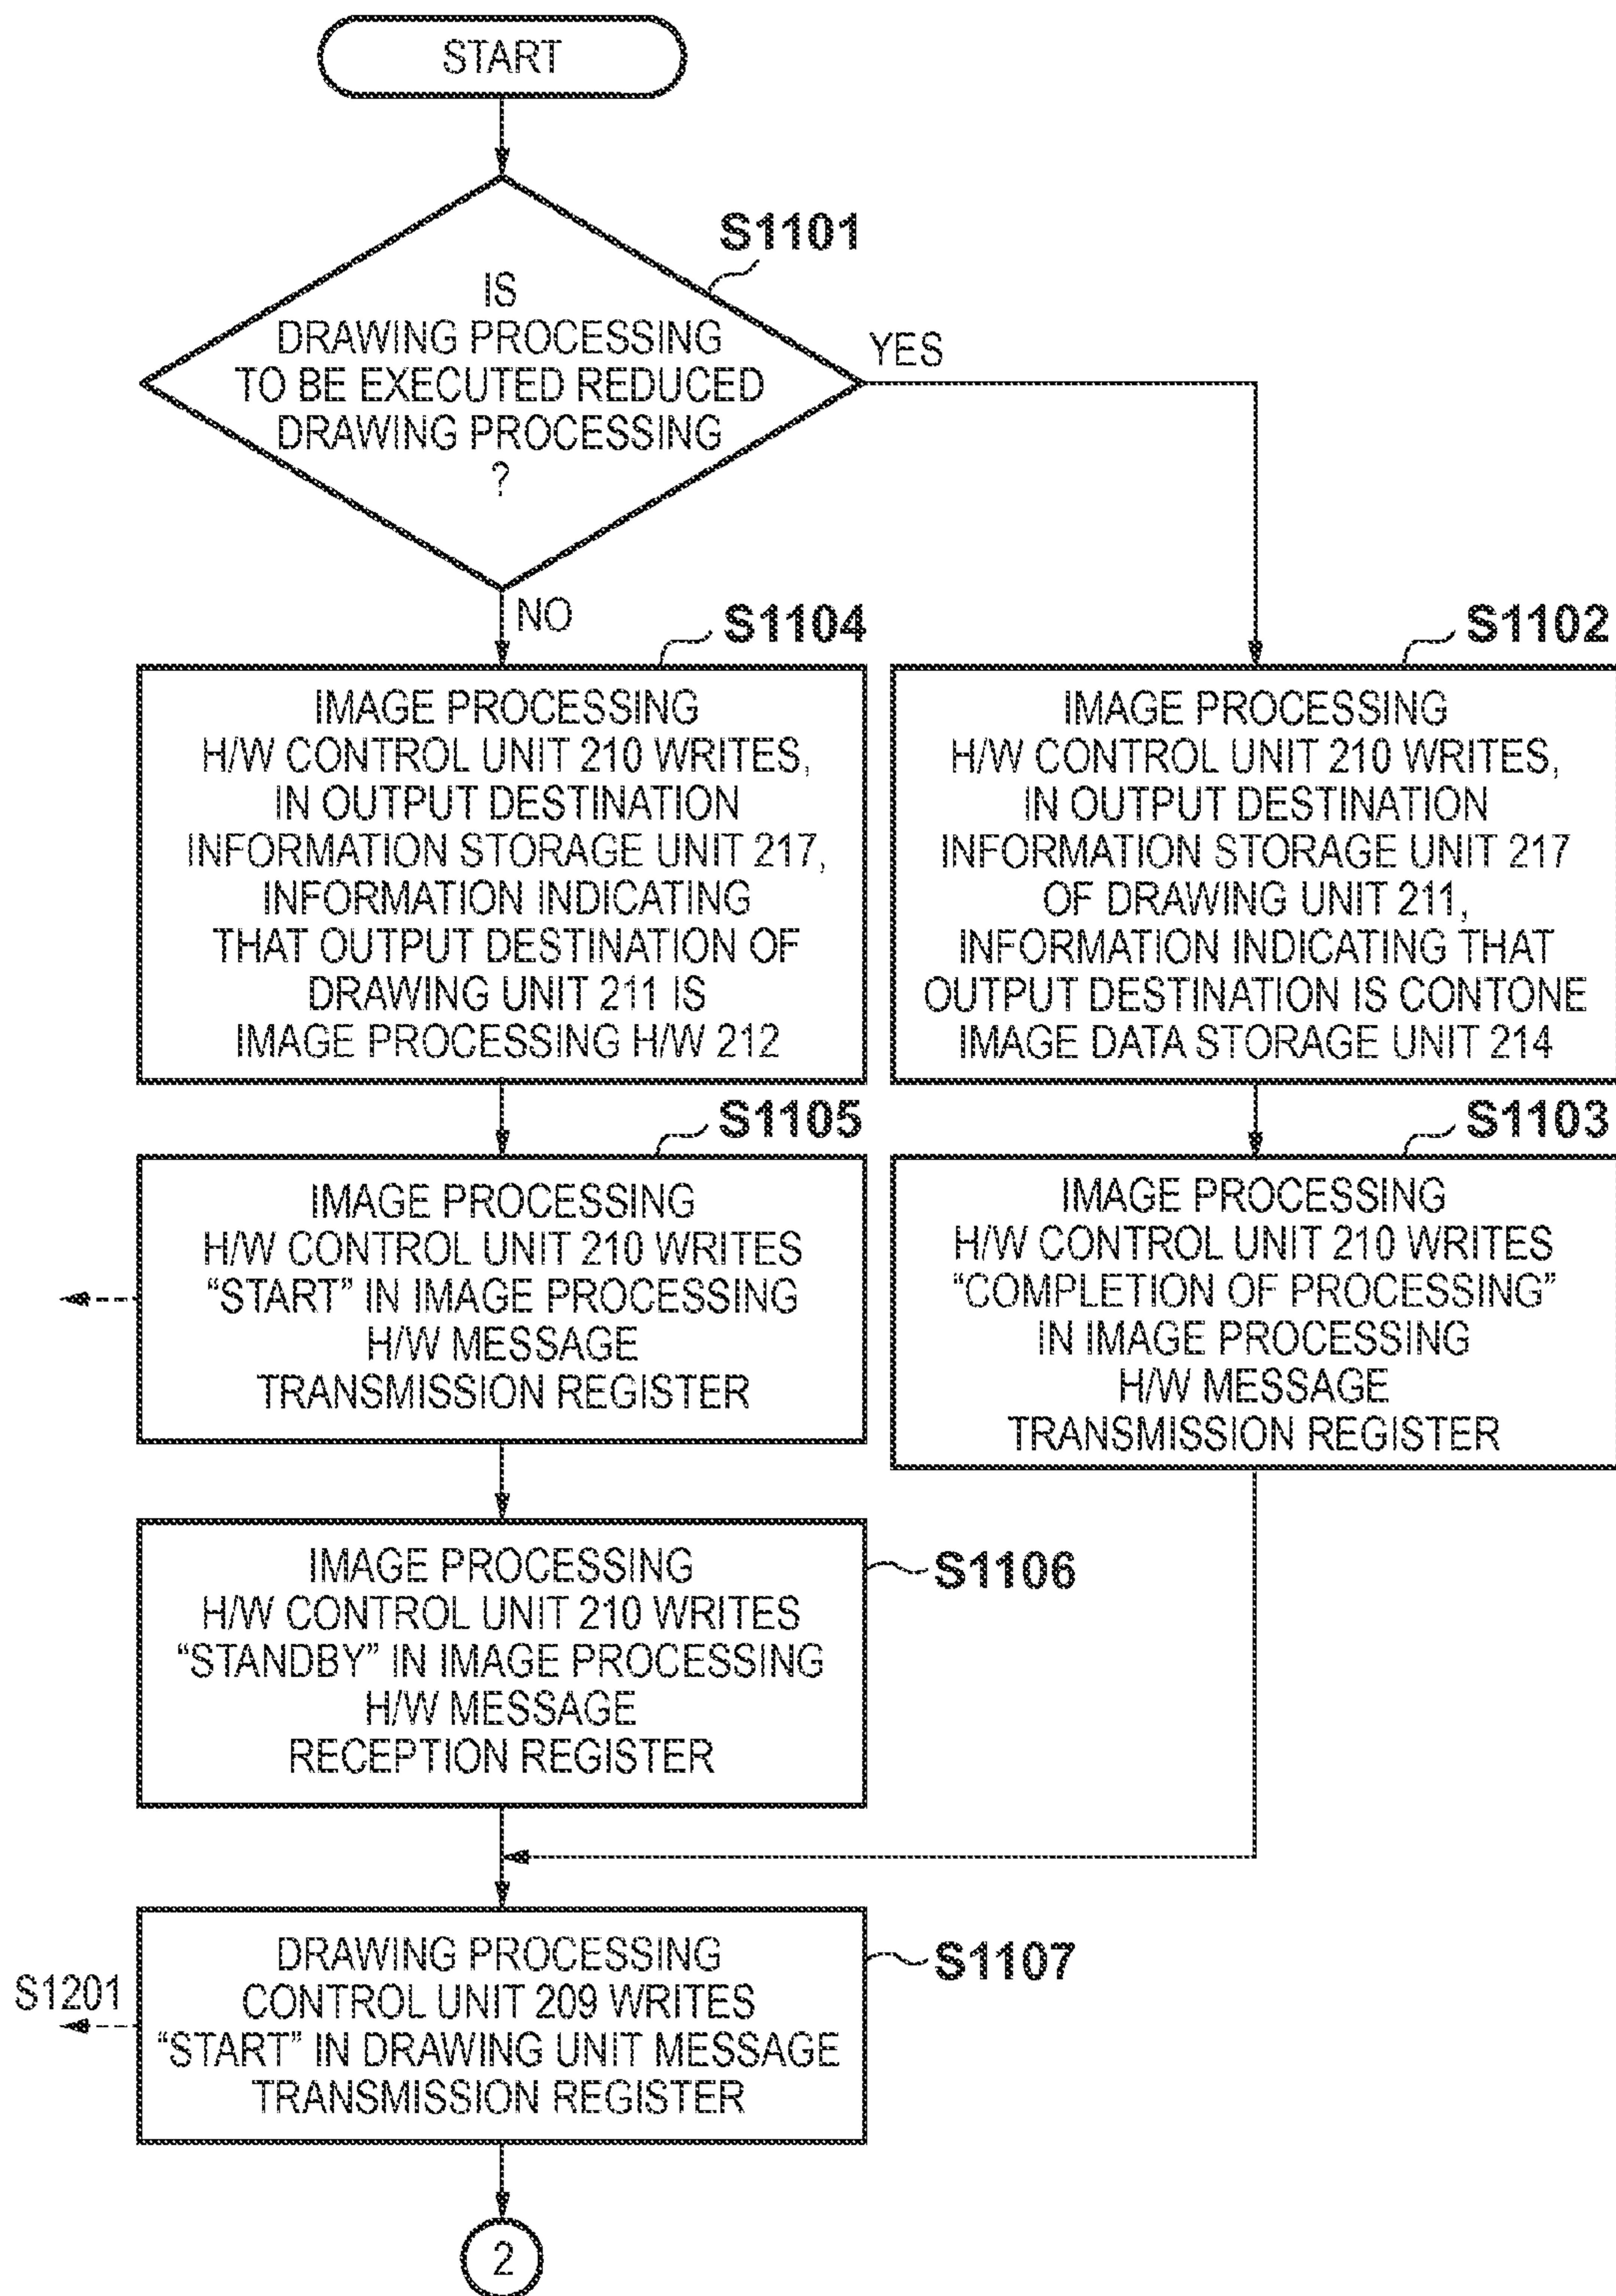 START
S1101
IS
DRAWING PROCESSING
TO BE EXECUTED REDUCED
DRAWING PROCESSING
?
YES
NO
S1104
IMAGE PROCESSING
H/W CONTROL UNIT 210 WRITES,
IN OUTPUT DESTINATION
INFORMATION STORAGE UNIT 217,
INFORMATION INDICATING
THAT OUTPUT DESTINATION OF
DRAWING UNIT 211 IS
IMAGE PROCESSING H/W 212
S1102
IMAGE PROCESSING
H/W CONTROL UNIT 210 WRITES,
IN OUTPUT DESTINATION
INFORMATION STORAGE UNIT 217
OF DRAWING UNIT 211,
INFORMATION INDICATING THAT
OUTPUT DESTINATION IS CONTONE
IMAGE DATA STORAGE UNIT 214
S1105
IMAGE PROCESSING
H/W CONTROL UNIT 210 WRITES
“START” IN IMAGE PROCESSING
H/W MESSAGE
TRANSMISSION REGISTER
S1103
IMAGE PROCESSING
H/W CONTROL UNIT 210 WRITES
“COMPLETION OF PROCESSING”
IN IMAGE PROCESSING
H/W MESSAGE
TRANSMISSION REGISTER
S1106
IMAGE PROCESSING
H/W CONTROL UNIT 210 WRITES
“STANDBY” IN IMAGE PROCESSING
H/W MESSAGE
RECEPTION REGISTER
S1107
DRAWING PROCESSING
CONTROL UNIT 209 WRITES
“START” IN DRAWING UNIT MESSAGE
TRANSMISSION REGISTER
S1201
2